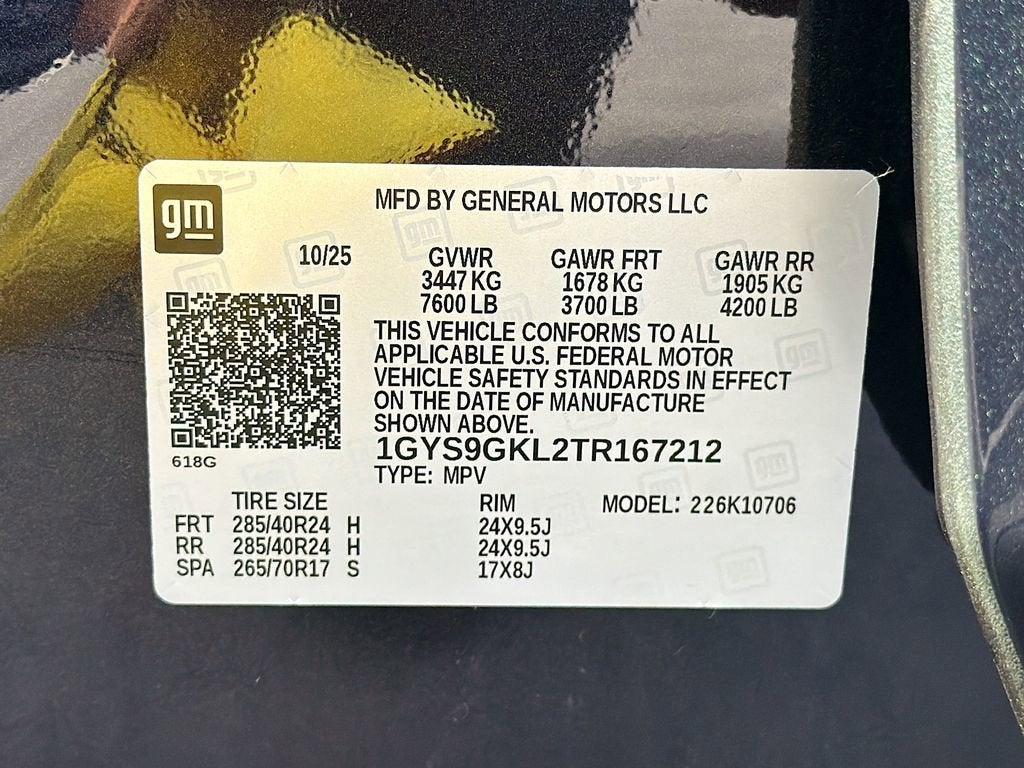 gm
MFD BY GENERAL MOTORS LLC
10/25 GVWR GAWR FRT GAWR RR
3447 KG 1678 KG 1905 KG
7600 LB 3700 LB 4200 LB
THIS VEHICLE CONFORMS TO ALL
APPLICABLE U.S. FEDERAL MOTOR
VEHICLE SAFETY STANDARDS IN EFFECT
ON THE DATE OF MANUFACTURE
SHOWN ABOVE.
1GYS9GKL2TR167212
618G
TYPE: MPV
TIRE SIZE RIM MODEL: 226K10706
FRT 285/40R24 H 24X9.5J
RR 285/40R24 H 24X9.5J
SPA 265/70R17 S 17X8J